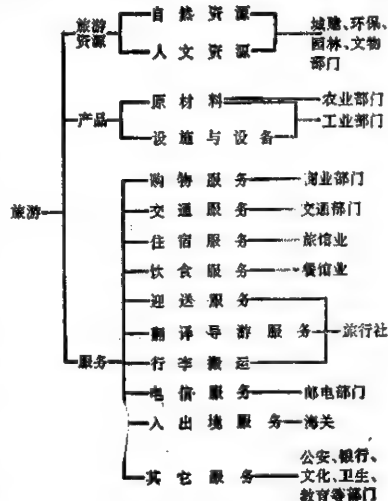 旅游资源
自然资源
人文资源
城建、环保、
园林、文物
部门
产品
原材料
农业部门
设施与设备
工业部门
旅游
服务
购物服务
商业部门
交通服务
交通部门
住宿服务
旅馆业
饮食服务
餐馆业
迎送服务
翻译导游服务
旅行社
行李搬运
电信服务
邮电部门
入出境服务
海关
其它服务
公安、银行、
文化、卫生、
教育等部门